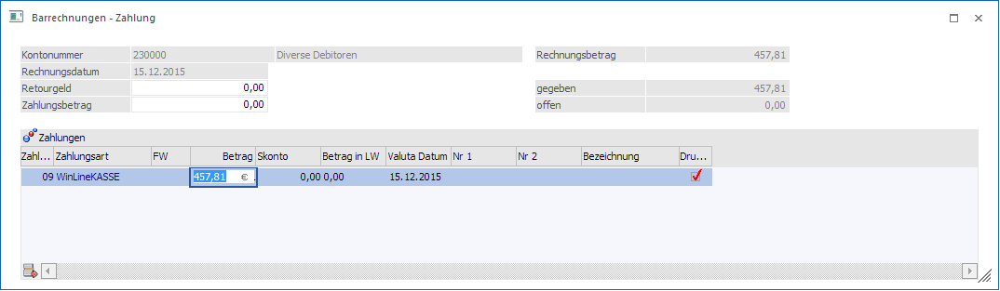 Barrechnungen - Zahlung
Kontonummer 230000 Diverse Debitoren Rechnungsbetrag 457,81
Rechnungsdatum 15.12.2015
Retourgeld 0,00 gegeben 457,81
Zahlungsbetrag 0,00 offen 0,00
Zahlungen
Zahl... Zahlungsart FW Betrag Skonto Betrag in LW Valuta Datum Nr 1 Nr 2 Bezeichnung Dru...
09 WinLineKASSE 457,81 € 0,00 0,00 15.12.2015